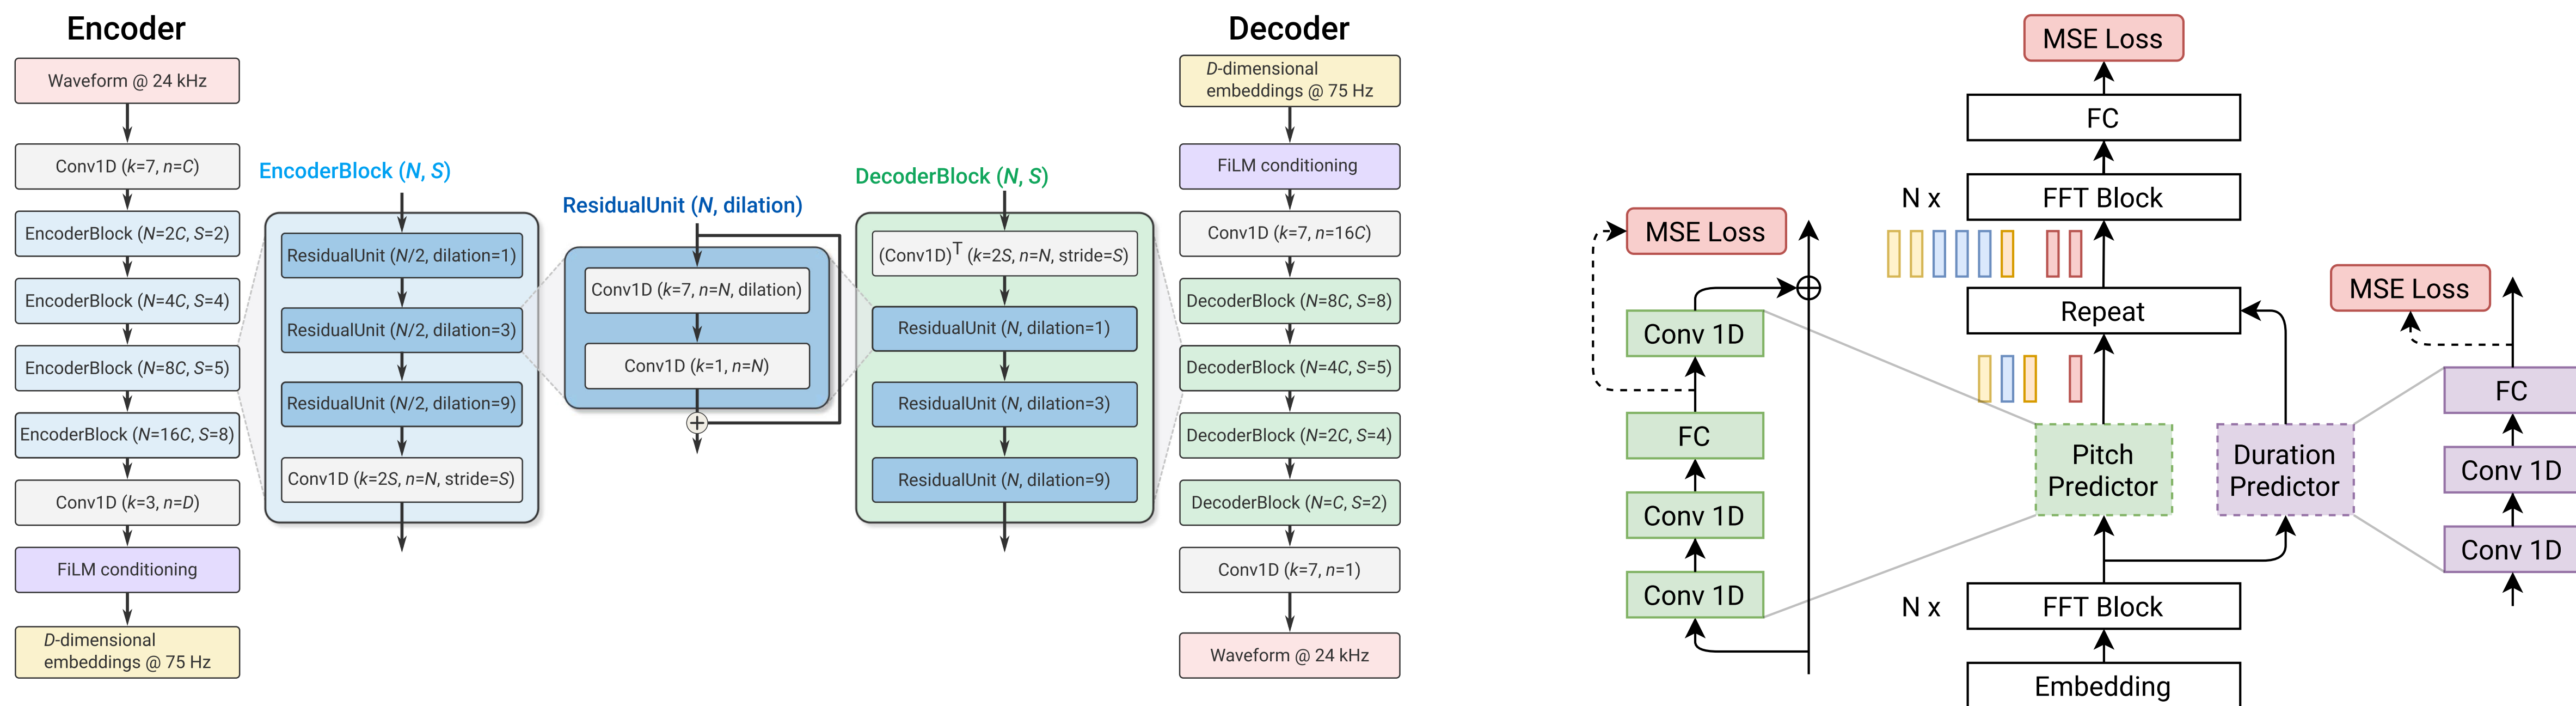 Encoder
Waveform @ 24 kHz
Conv1D (k=7, n=C)
EncoderBlock (N=2C, S=2)
EncoderBlock (N=4C, S=4)
EncoderBlock (N=8C, S=5)
EncoderBlock (N=16C, S=8)
Conv1D (k=3, n=D)
FiLM conditioning
D-dimensional
embeddings @ 75 Hz
EncoderBlock (N, S)
ResidualUnit (N/2, dilation=1)
ResidualUnit (N/2, dilation=3)
ResidualUnit (N/2, dilation=9)
Conv1D (k=2S, n=N, stride=S)
ResidualUnit (N, dilation)
Conv1D (k=7, n=N, dilation)
Conv1D (k=1, n=N)
DecoderBlock (N, S)
(Conv1D)ᵀ (k=2S, n=N, stride=S)
ResidualUnit (N, dilation=1)
ResidualUnit (N, dilation=3)
ResidualUnit (N, dilation=9)
Decoder
D-dimensional
embeddings @ 75 Hz
FiLM conditioning
Conv1D (k=7, n=16C)
DecoderBlock (N=8C, S=8)
DecoderBlock (N=4C, S=5)
DecoderBlock (N=2C, S=4)
DecoderBlock (N=C, S=2)
Conv1D (k=7, n=1)
Waveform @ 24 kHz
MSE Loss
Conv 1D
FC
Conv 1D
Conv 1D
MSE Loss
FC
N x
FFT Block
Repeat
Pitch
Predictor
Duration
Predictor
N x
FFT Block
Embedding
MSE Loss
FC
Conv 1D
Conv 1D